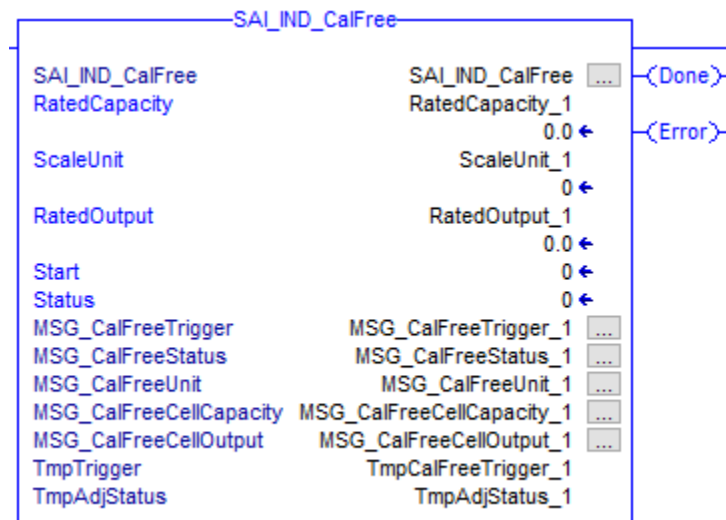 SAI_IND_CalFree
SAI_IND_CalFree SAI_IND_CalFree ... (Done)
RatedCapacity RatedCapacity_1
0.0 (Error)
ScaleUnit ScaleUnit_1
0
RatedOutput RatedOutput_1
0.0
Start 0
Status 0
MSG_CalFreeTrigger MSG_CalFreeTrigger_1 ...
MSG_CalFreeStatus MSG_CalFreeStatus_1 ...
MSG_CalFreeUnit MSG_CalFreeUnit_1 ...
MSG_CalFreeCellCapacity MSG_CalFreeCellCapacity_1 ...
MSG_CalFreeCellOutput MSG_CalFreeCellOutput_1 ...
TmpTrigger TmpCalFreeTrigger_1
TmpAdjStatus TmpAdjStatus_1